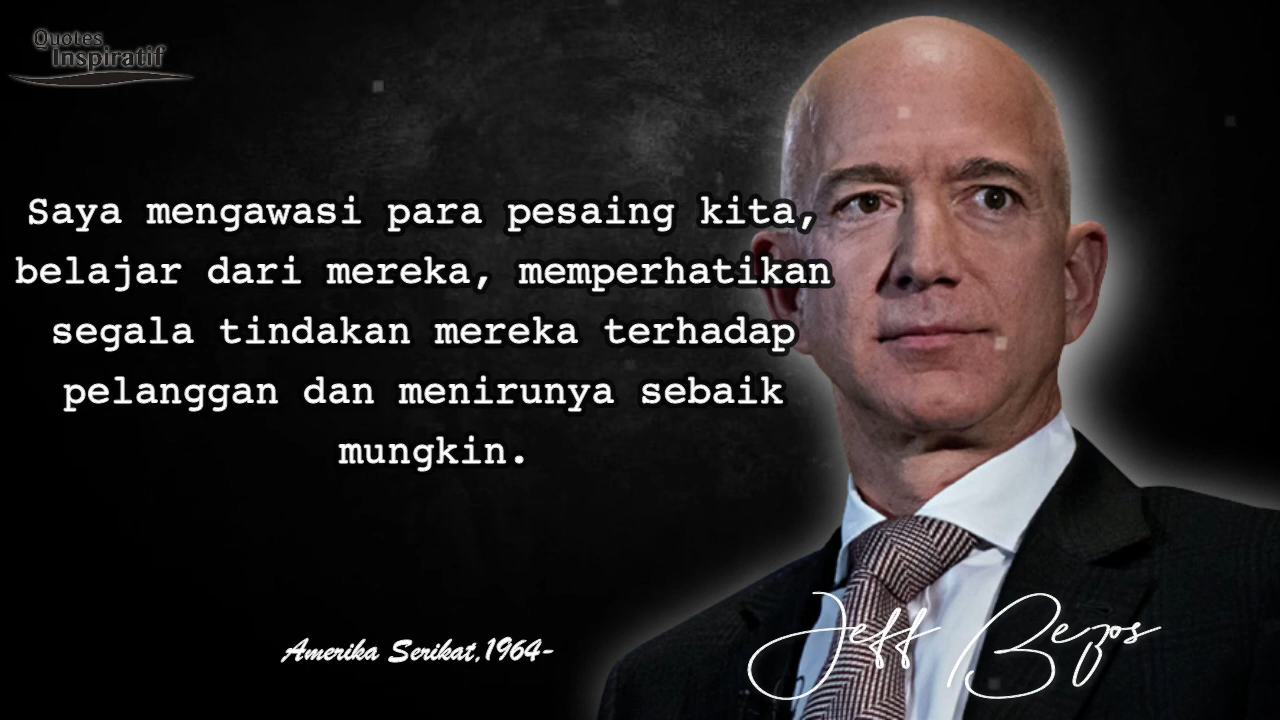 Quotes
Inspiratif
Saya mengawasi para pesaing kita,
belajar dari mereka, memperhatikan
segala tindakan mereka terhadap
pelanggan dan menirunya sebaik
mungkin.
Amerika Serikat,1964-
Jeff Bezos